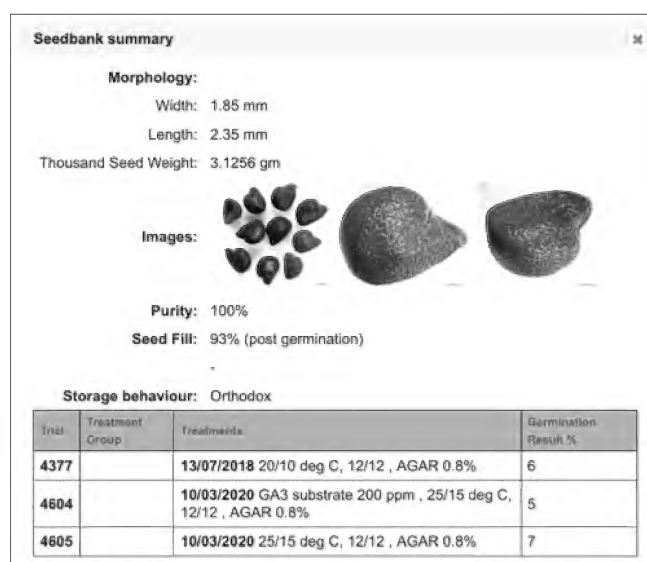 Seedbank summary
Morphology:
Width: 1.85 mm
Length: 2.35 mm
Thousand Seed Weight: 3.1256 gm
Images:
Purity: 100%
Seed Fill: 93% (post germination)
-
Storage behaviour: Orthodox
Trial Treatment Group Treatments Germination Result %
4377 13/07/2018 20/10 deg C, 12/12 , AGAR 0.8% 6
4604 10/03/2020 GA3 substrate 200 ppm , 25/15 deg C, 12/12 , AGAR 0.8% 5
4605 10/03/2020 25/15 deg C, 12/12 , AGAR 0.8% 7